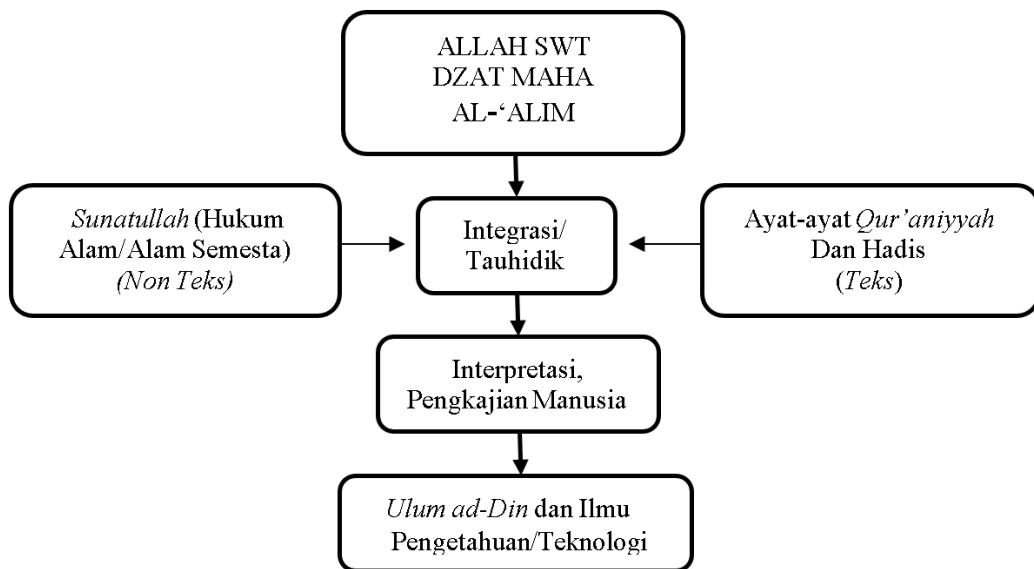 ALLAH SWT
DZAT MAHA
AL-‘ALIM
Sunatullah (Hukum
Alam/Alam Semesta)
(Non Teks)
Integrasi/
Tauhidik
Ayat-ayat Qur’aniyyah
Dan Hadis
(Teks)
Interpretasi,
Pengkajian Manusia
Ulum ad-Din dan Ilmu
Pengetahuan/Teknologi